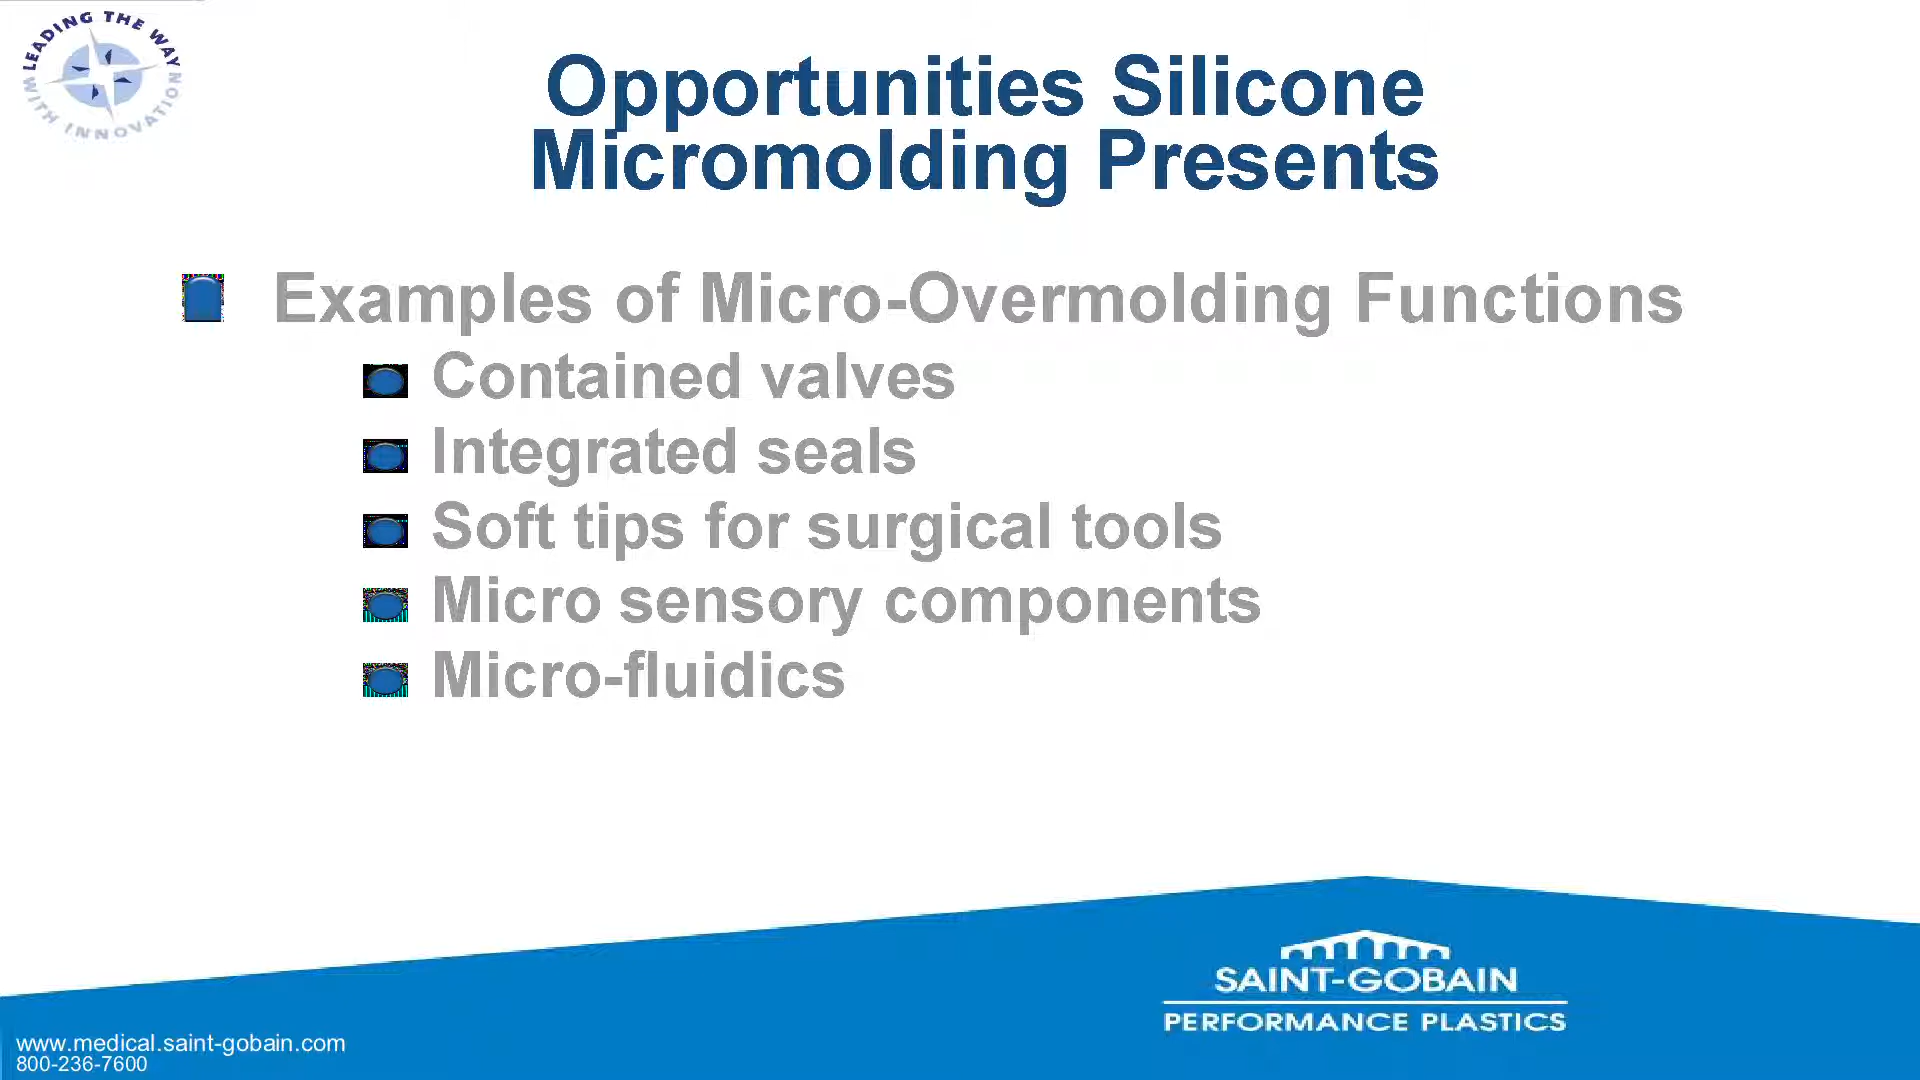 LEADING THE WAY
WITH INNOVATION
Opportunities Silicone
Micromolding Presents
Examples of Micro-Overmolding Functions
Contained valves
Integrated seals
Soft tips for surgical tools
Micro sensory components
Micro-fluidics
SAINT-GOBAIN
PERFORMANCE PLASTICS
www.medical.saint-gobain.com
800-236-7600